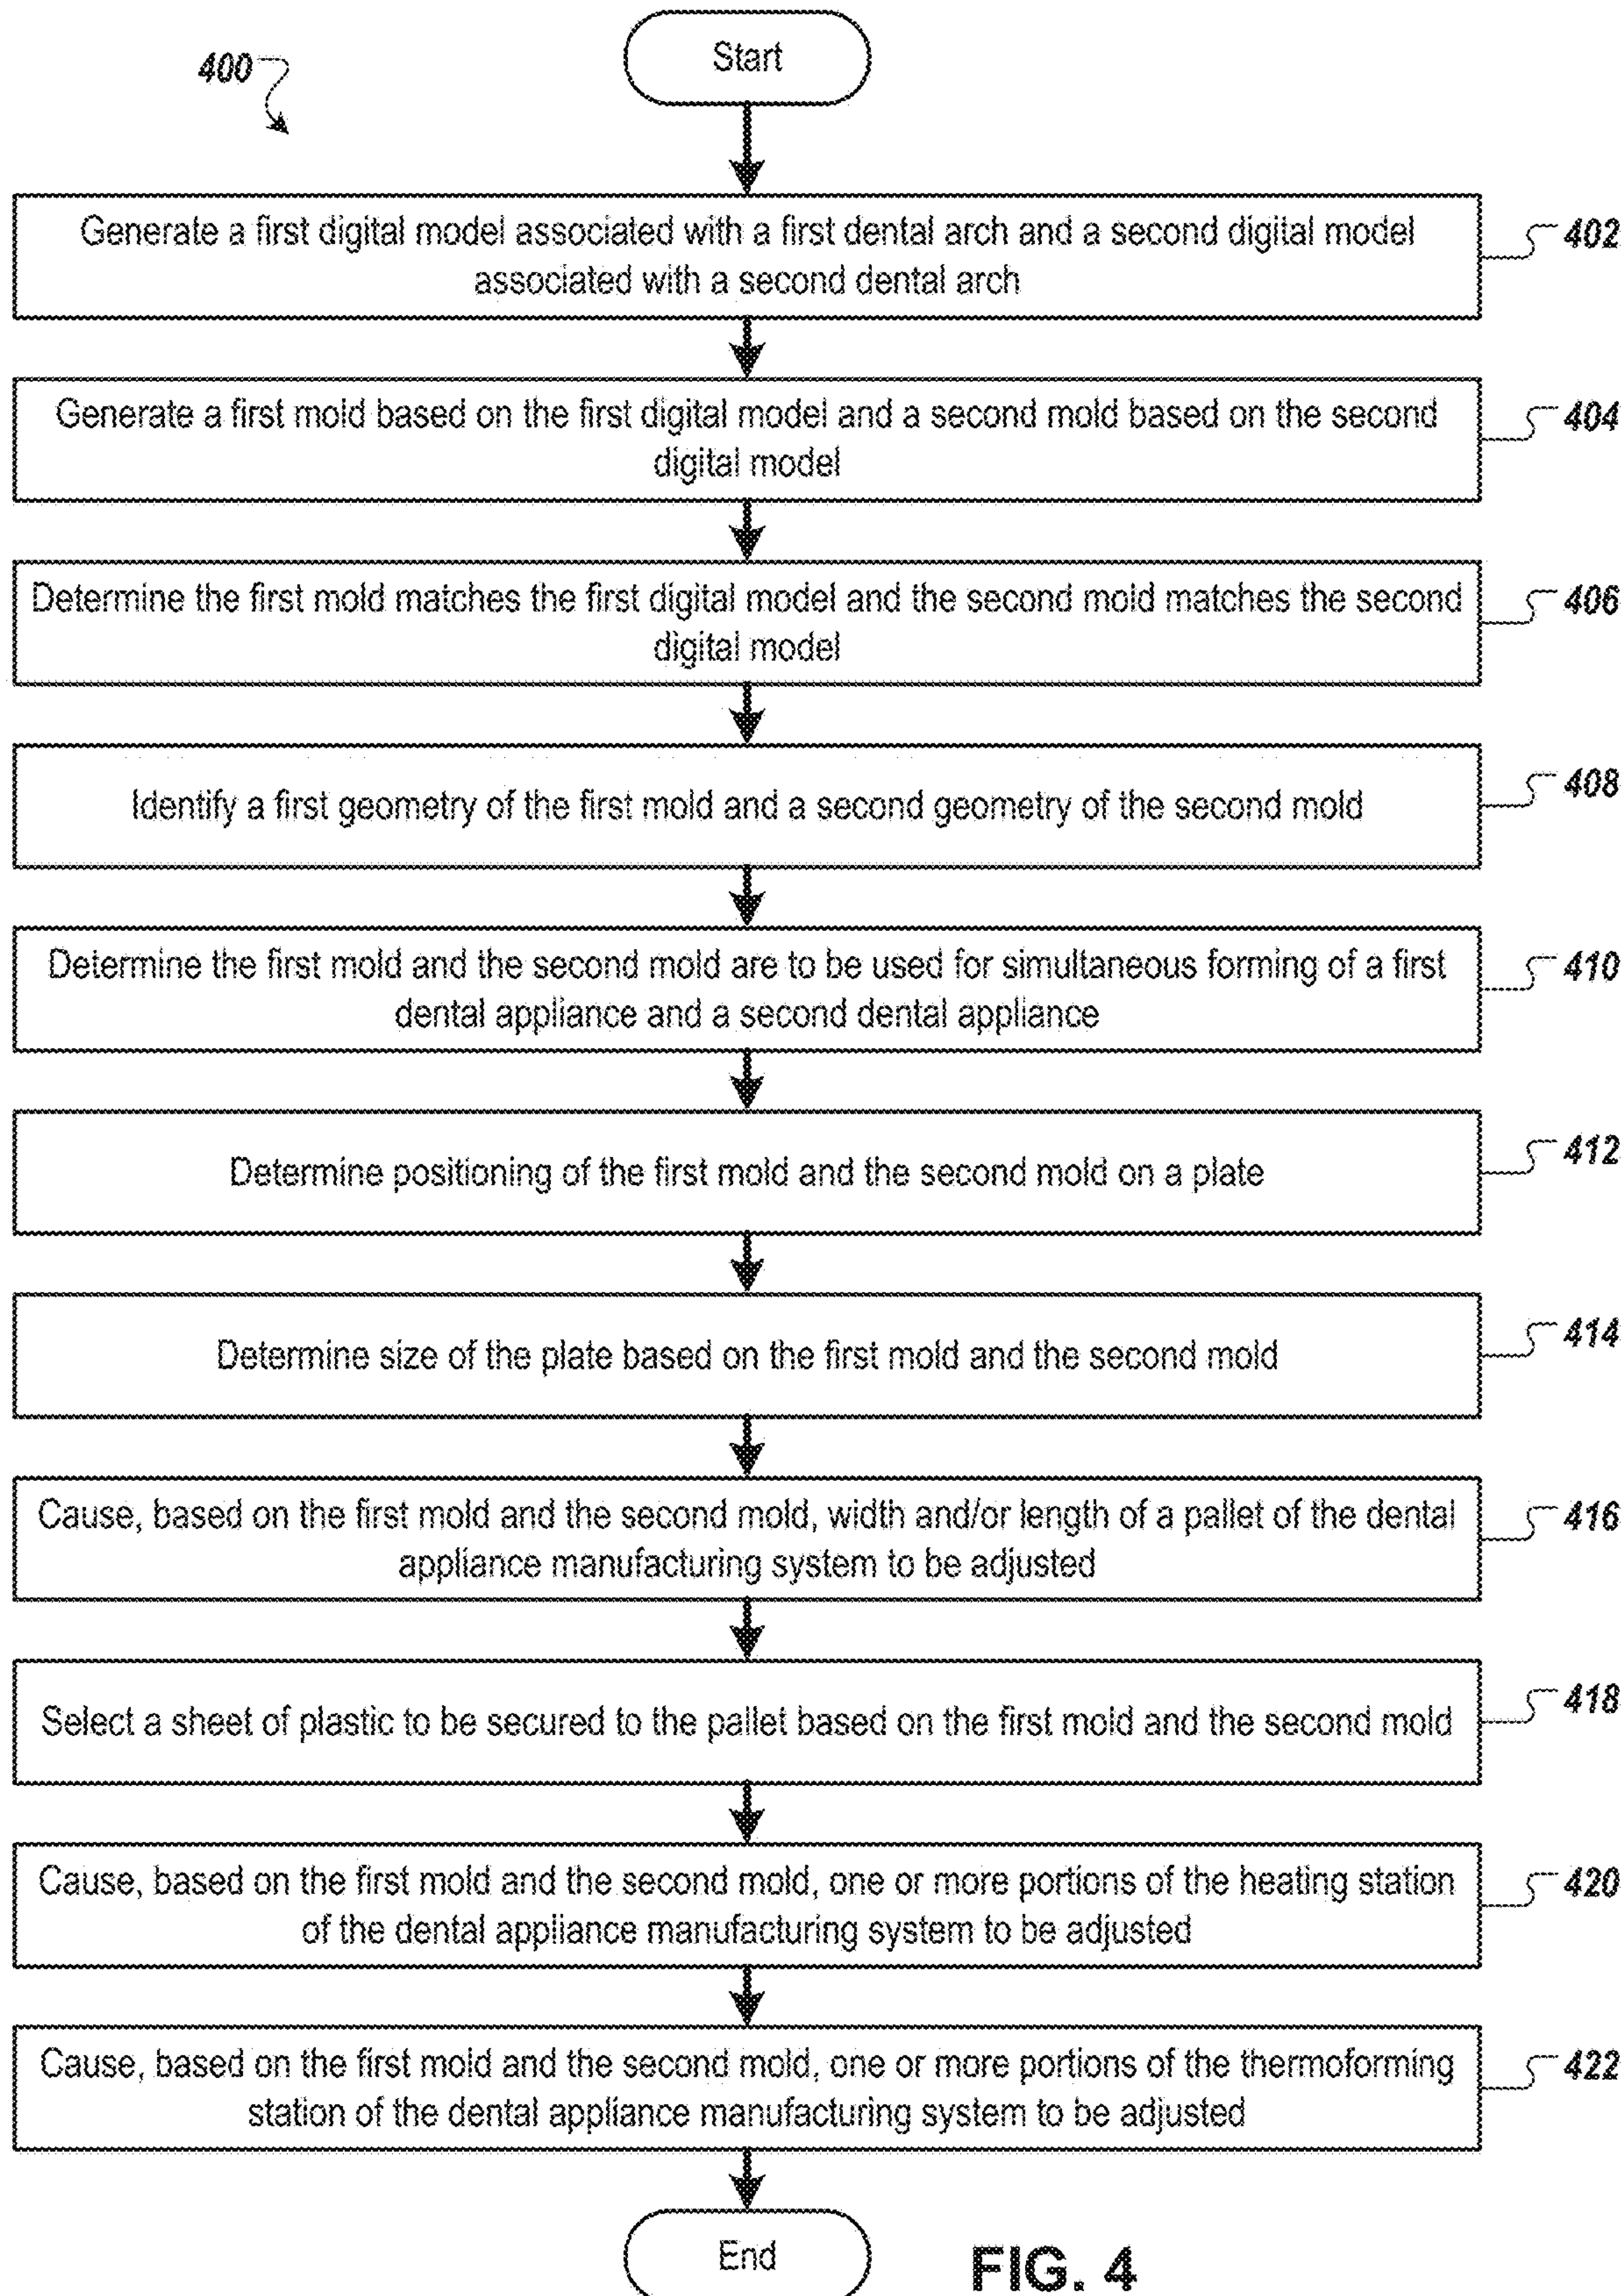 400
Start
Generate a first digital model associated with a first dental arch and a second digital model
associated with a second dental arch
402
Generate a first mold based on the first digital model and a second mold based on the second
digital model
404
Determine the first mold matches the first digital model and the second mold matches the second
digital model
406
Identify a first geometry of the first mold and a second geometry of the second mold
408
Determine the first mold and the second mold are to be used for simultaneous forming of a first
dental appliance and a second dental appliance
410
Determine positioning of the first mold and the second mold on a plate
412
Determine size of the plate based on the first mold and the second mold
414
Cause, based on the first mold and the second mold, width and/or length of a pallet of the dental
appliance manufacturing system to be adjusted
416
Select a sheet of plastic to be secured to the pallet based on the first mold and the second mold
418
Cause, based on the first mold and the second mold, one or more portions of the heating station
of the dental appliance manufacturing system to be adjusted
420
Cause, based on the first mold and the second mold, one or more portions of the thermoforming
station of the dental appliance manufacturing system to be adjusted
422
End
FIG. 4